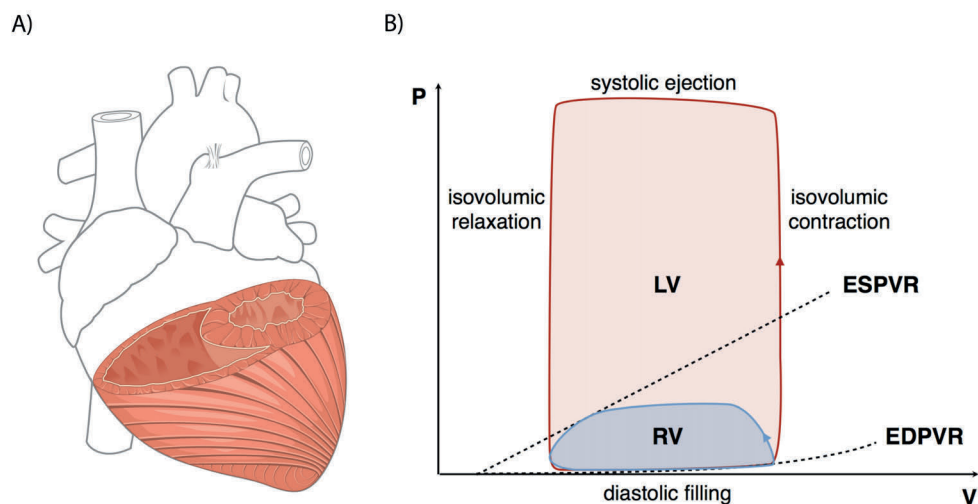 A)
B)
systolic ejection
P
isovolumic
relaxation
isovolumic
contraction
LV
ESPVR
RV
EDPVR
diastolic filling
V